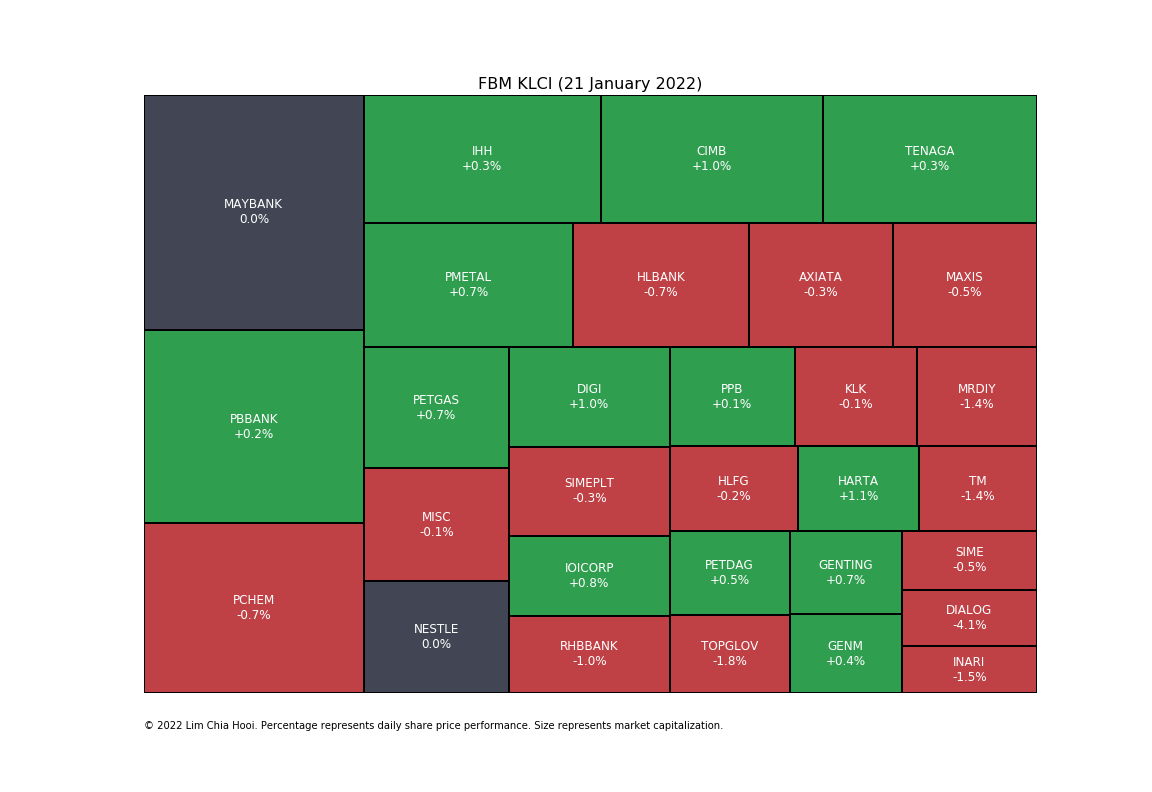 FBM KLCI (21 January 2022)
MAYBANK
0.0%
PBBANK
+0.2%
PCHEM
-0.7%
IHH
+0.3%
CIMB
+1.0%
TENAGA
+0.3%
PMETAL
+0.7%
HLBANK
-0.7%
AXIATA
-0.3%
MAXIS
-0.5%
PETGAS
+0.7%
MISC
-0.1%
NESTLE
0.0%
DIGI
+1.0%
SIMEPLT
-0.3%
IOICORP
+0.8%
RHBBANK
-1.0%
PPB
+0.1%
KLK
-0.1%
MRDIY
-1.4%
HLFG
-0.2%
HARTA
+1.1%
TM
-1.4%
PETDAG
+0.5%
TOPGLOV
-1.8%
GENTING
+0.7%
GENM
+0.4%
SIME
-0.5%
DIALOG
-4.1%
INARI
-1.5%
© 2022 Lim Chia Hooi. Percentage represents daily share price performance. Size represents market capitalization.